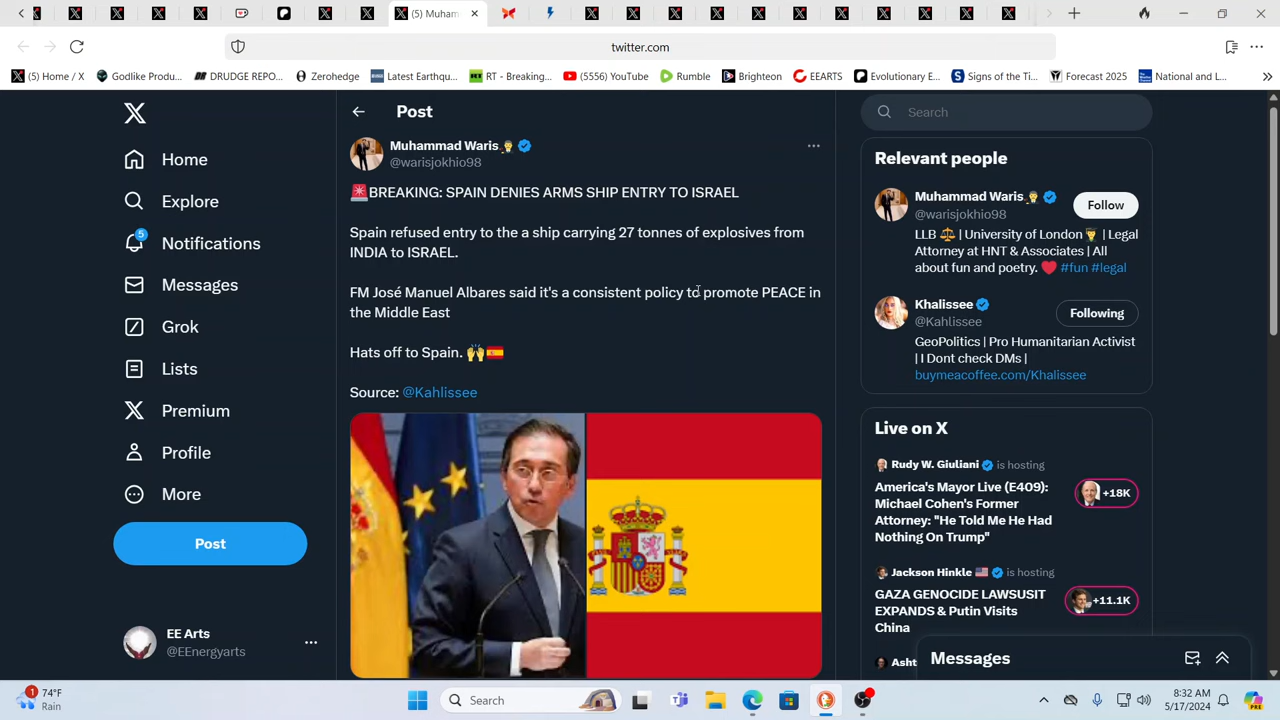 (5) Muham
twitter.com
(5) Home / X
Godlike Produ...
DRUDGE REPO...
Zerohedge
Latest Earthqu...
RT - Breaking...
(5556) YouTube
Rumble
Brighteon
EEARTS
Evolutionary E...
Signs of the Ti...
Forecast 2025
National and L...
Home
Explore
5
Notifications
Messages
Grok
Lists
Premium
Profile
More
Post
EE Arts
@EEnergyarts
Post
Muhammad Waris
@warisjokhio98
BREAKING: SPAIN DENIES ARMS SHIP ENTRY TO ISRAEL
Spain refused entry to the a ship carrying 27 tonnes of explosives from
INDIA to ISRAEL.
FM José Manuel Albares said it's a consistent policy to promote PEACE in
the Middle East
Hats off to Spain.
Source: @Kahlissee
Search
Relevant people
Muhammad Waris
@warisjokhio98
Follow
LLB | University of London | Legal
Attorney at HNT & Associates | All
about fun and poetry. #fun #legal
Khalissee
@Kahlissee
Following
GeoPolitics | Pro Humanitarian Activist
| I Dont check DMs |
buymeacoffee.com/Khalissee
Live on X
Rudy W. Giuliani is hosting
America's Mayor Live (E409):
Michael Cohen's Former
Attorney: "He Told Me He Had
Nothing On Trump"
+18K
Jackson Hinkle is hosting
GAZA GENOCIDE LAWSUSIT
EXPANDS & Putin Visits
China
+11.1K
Asht
Messages
1
74°F
Rain
Search
8:32 AM
5/17/2024